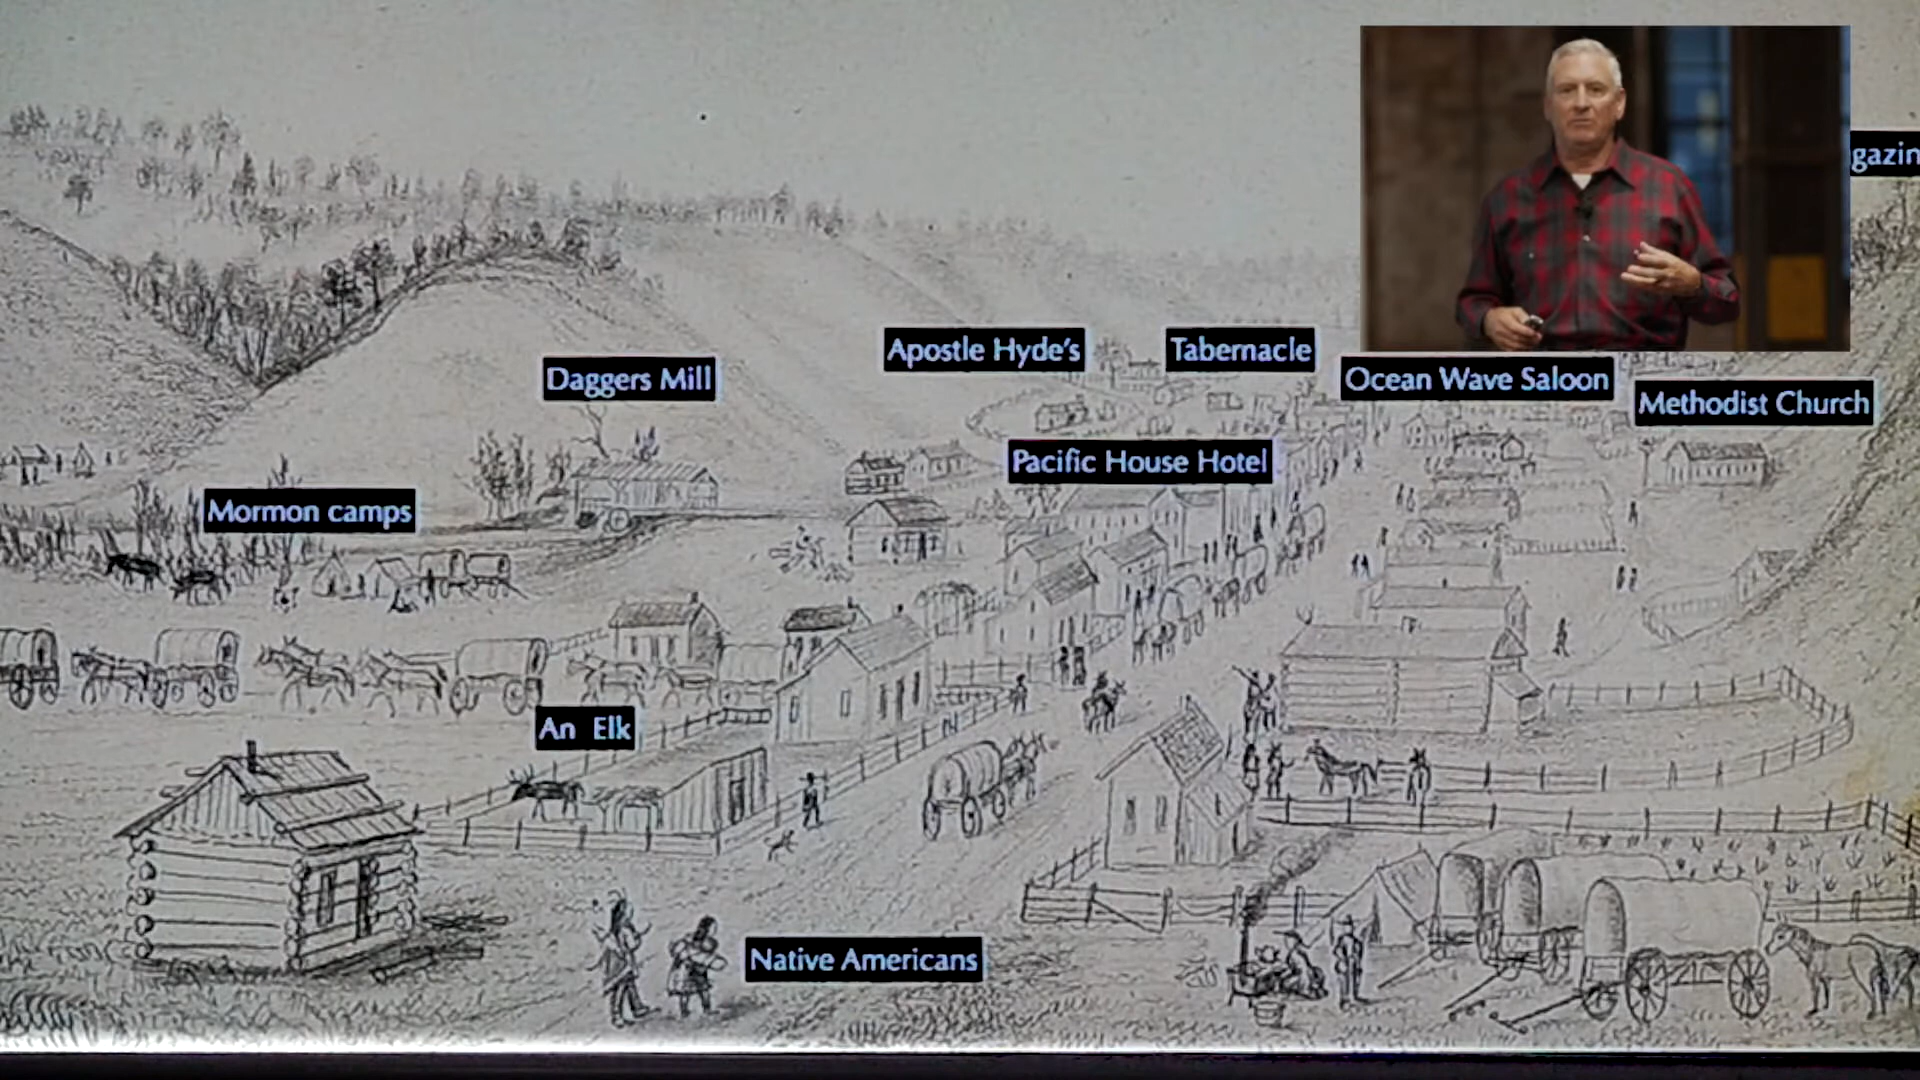 gazin
Apostle Hyde's
Tabernacle
Daggers Mill
Ocean Wave Saloon
Methodist Church
Pacific House Hotel
Mormon camps
An Elk
Native Americans